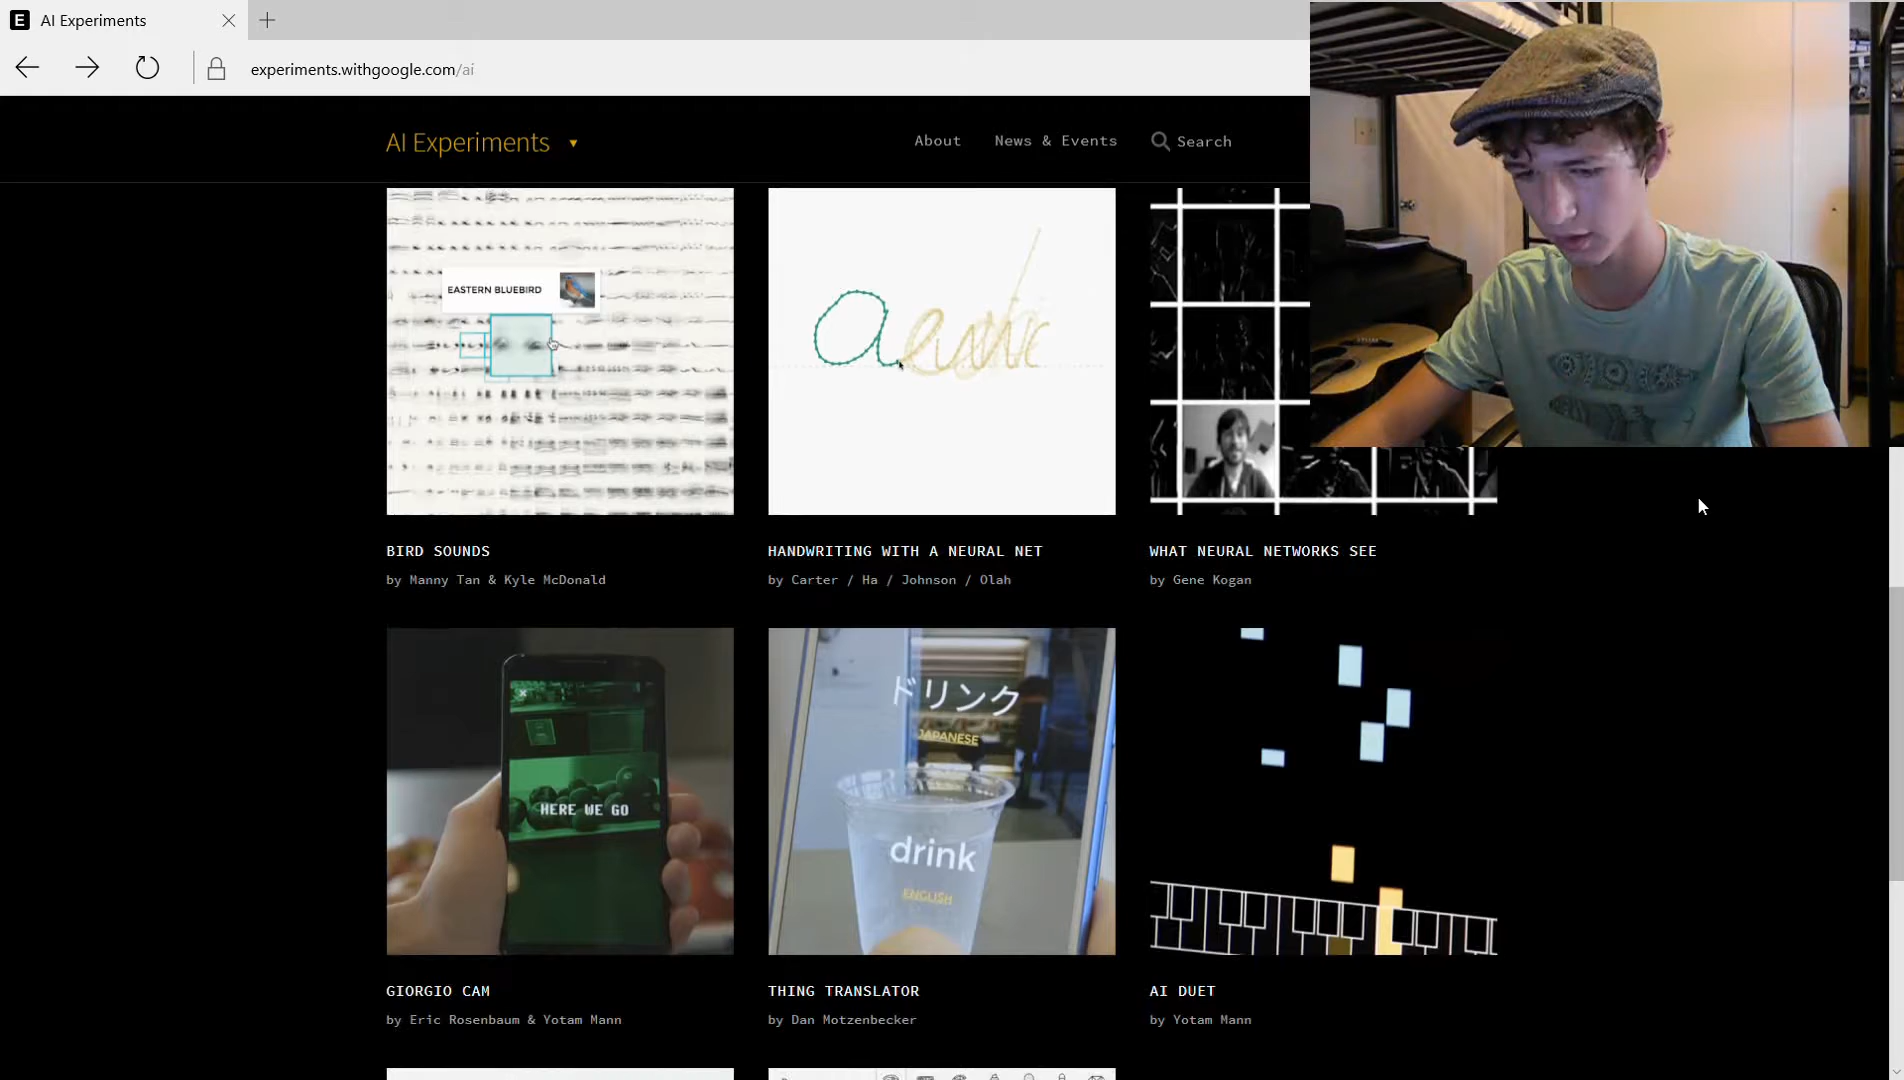 E AI Experiments
experiments.withgoogle.com/ai
AI Experiments
About
News & Events
Search
EASTERN BLUEBIRD
a
BIRD SOUNDS
by Manny Tan & Kyle McDonald
HANDWRITING WITH A NEURAL NET
by Carter / Ha / Johnson / Olah
WHAT NEURAL NETWORKS SEE
by Gene Kogan
HERE WE GO
ドリンク
JAPANESE
drink
ENGLISH
GIORGIO CAM
by Eric Rosenbaum & Yotam Mann
THING TRANSLATOR
by Dan Motzenbecker
AI DUET
by Yotam Mann